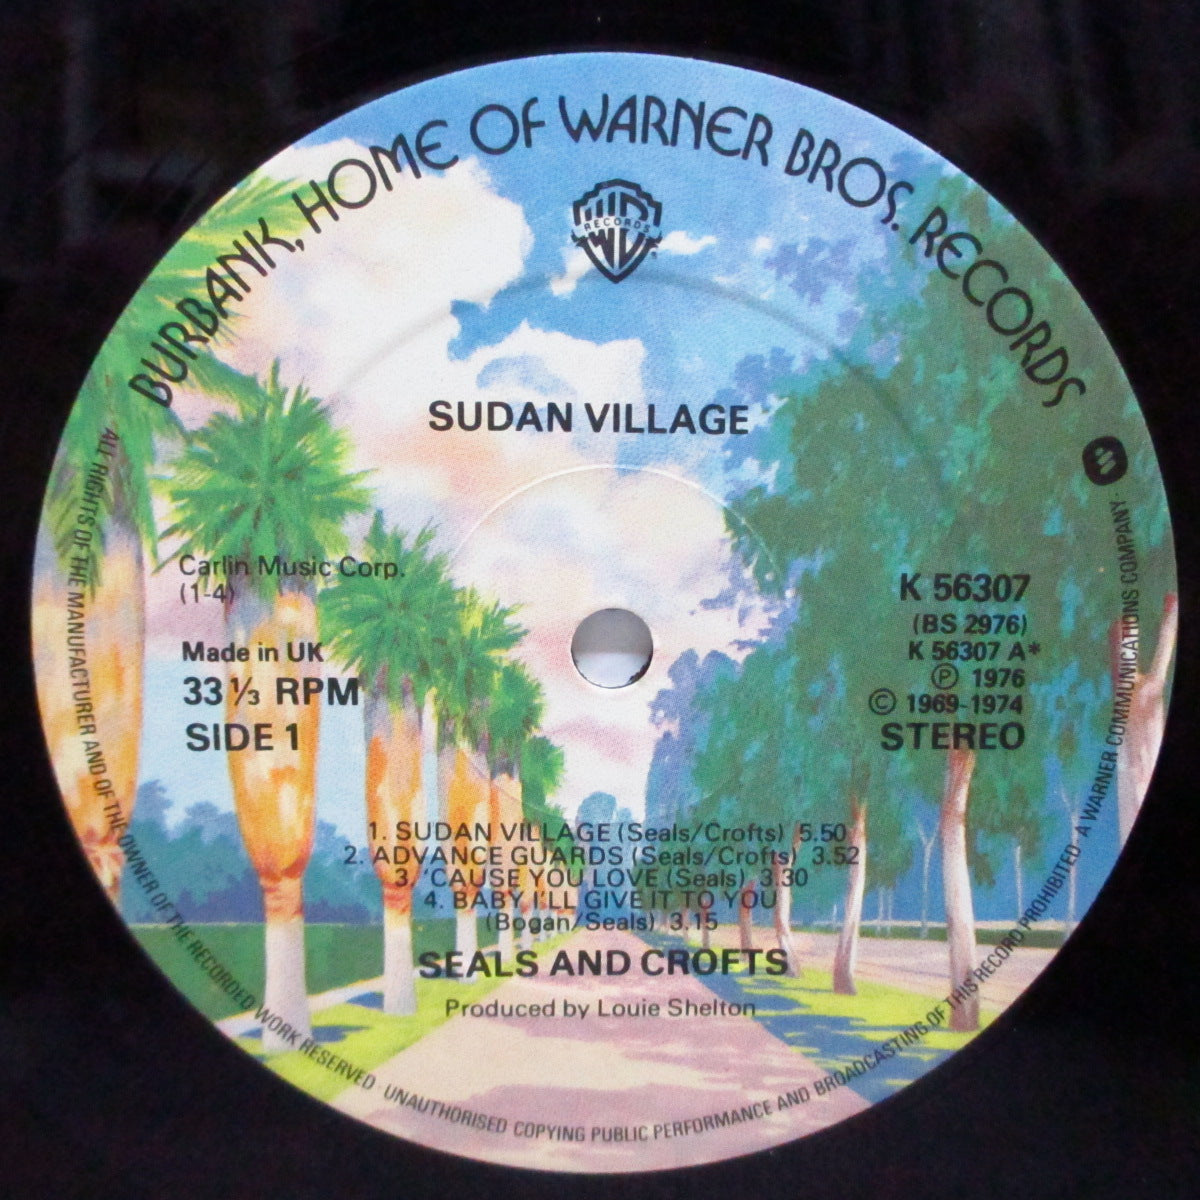 BURBANK, HOME OF WARNER BROS. RECORDS
WB
RECORDS
SUDAN VILLAGE
Carlin Music Corp.
(1-4)
Made in UK
33 ⅓ RPM
SIDE 1
K 56307
(BS 2976)
K 56307 A*
Ⓟ 1976
© 1969-1974
STEREO
1. SUDAN VILLAGE (Seals/Crofts) 5.50
2. ADVANCE GUARDS (Seals/Crofts) 3.52
3. 'CAUSE YOU LOVE (Seals) 3.30
4. BABY I'LL GIVE IT TO YOU
(Bogan/Seals) 3.15
SEALS AND CROFTS
Produced by Louie Shelton
ALL RIGHTS OF THE MANUFACTURER AND OF THE OWNER OF THE RECORDED WORK RESERVED · UNAUTHORISED COPYING PUBLIC PERFORMANCE AND BROADCASTING OF THIS RECORD PROHIBITED · A WARNER COMMUNICATIONS COMPANY ·